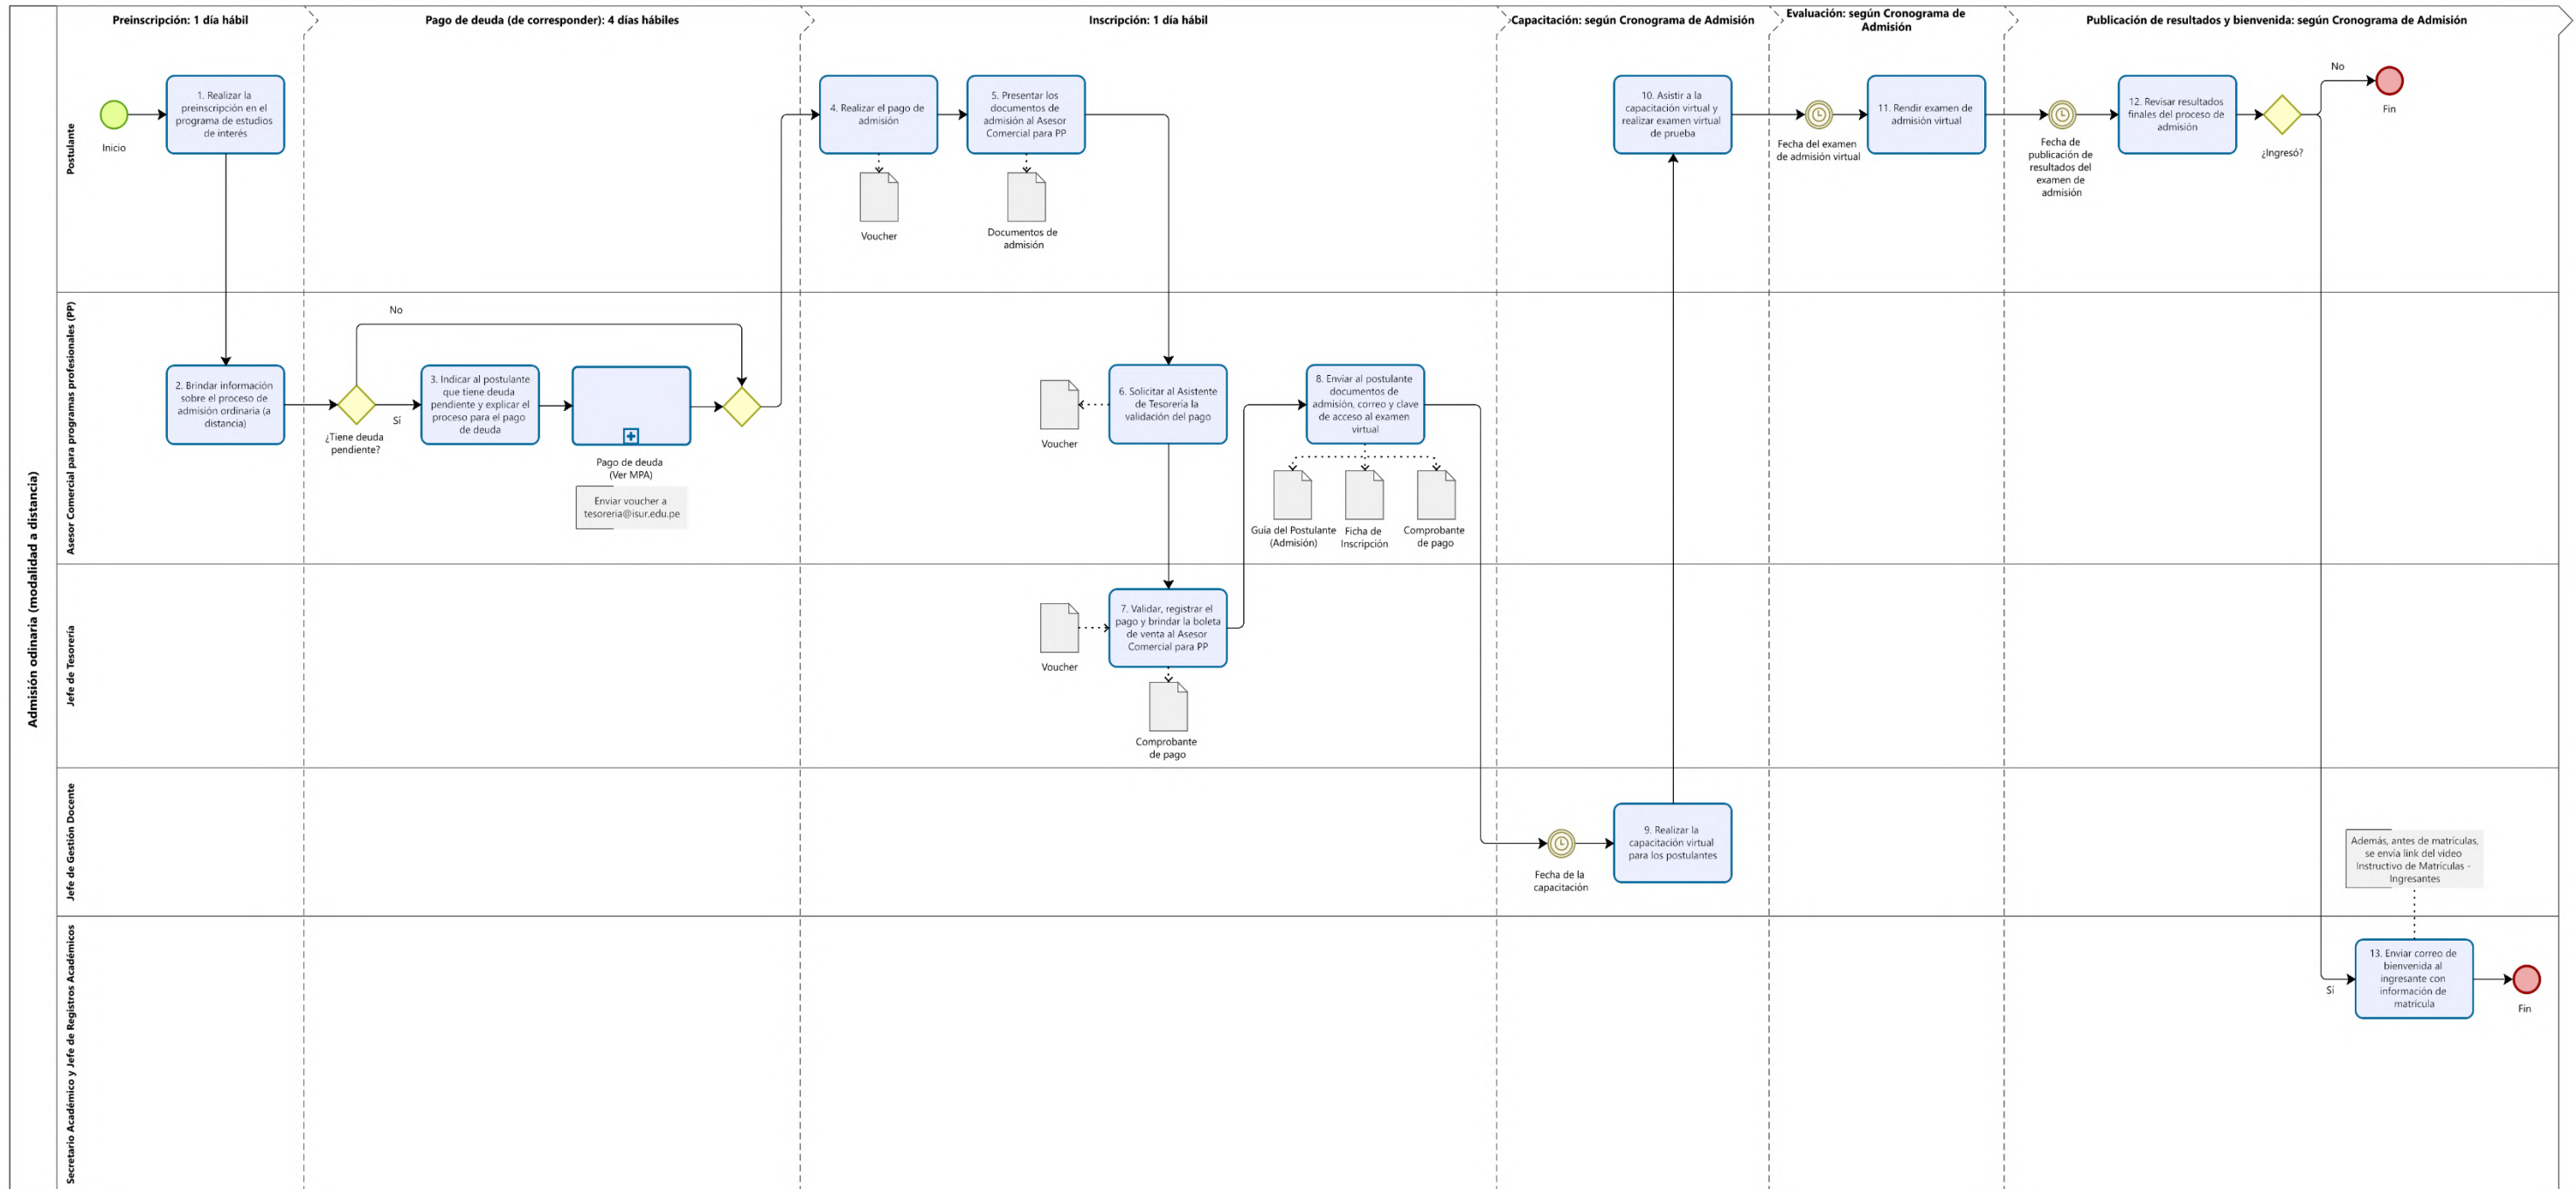 Preinscripción: 1 día hábil
Pago de deuda (de corresponder): 4 días hábiles
Inscripción: 1 día hábil
Capacitación: según Cronograma de Admisión
Evaluación: según Cronograma de
Admisión
Publicación de resultados y bienvenida: según Cronograma de Admisión
Admisión odinaria (modalidad a distancia)
Postulante
Inicio
1. Realizar la
preinscripción en el
programa de estudios
de interés
4. Realizar el pago de
admisión
Voucher
5. Presentar los
documentos de
admisión al Asesor
Comercial para PP
Documentos de
admisión
10. Asistir a la
capacitación virtual y
realizar examen virtual
de prueba
Fecha del examen
de admisión virtual
11. Rendir examen de
admisión virtual
Fecha de
publicación de
resultados del
examen de
admisión
12. Revisar resultados
finales del proceso de
admisión
¿Ingresó?
No
Fin
Asesor Comercial para programas profesionales (PP)
2. Brindar información
sobre el proceso de
admisión ordinaria (a
distancia)
¿Tiene deuda
pendiente?
No
Sí
3. Indicar al postulante
que tiene deuda
pendiente y explicar el
proceso para el pago
de deuda
Pago de deuda
(Ver MPA)
Enviar voucher a
tesoreria@isur.edu.pe
Voucher
6. Solicitar al Asistente
de Tesorería la
validación del pago
8. Enviar al postulante
documentos de
admisión, correo y clave
de acceso al examen
virtual
Guía del Postulante
(Admisión)
Ficha de
Inscripción
Comprobante
de pago
Jefe de Tesorería
Voucher
7. Validar, registrar el
pago y brindar la boleta
de venta al Asesor
Comercial para PP
Comprobante
de pago
Jefe de Gestión Docente
Fecha de la
capacitación
9. Realizar la
capacitación virtual
para los postulantes
Además, antes de matrículas,
se envía link del video
Instructivo de Matrículas -
Ingresantes
Secretario Académico y Jefe de Registros Académicos
Sí
13. Enviar correo de
bienvenida al
ingresante con
información de
matrícula
Fin